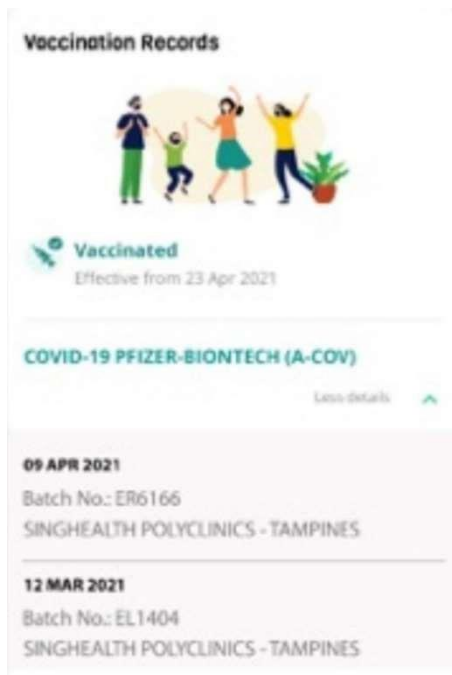 Vaccination Records
Vaccinated
Effective from 23 Apr 2021
COVID-19 PFIZER-BIONTECH (A-COV)
Less details
09 APR 2021
Batch No.: ER6166
SINGHEALTH POLYCLINICS - TAMPINES
12 MAR 2021
Batch No.: EL1404
SINGHEALTH POLYCLINICS - TAMPINES